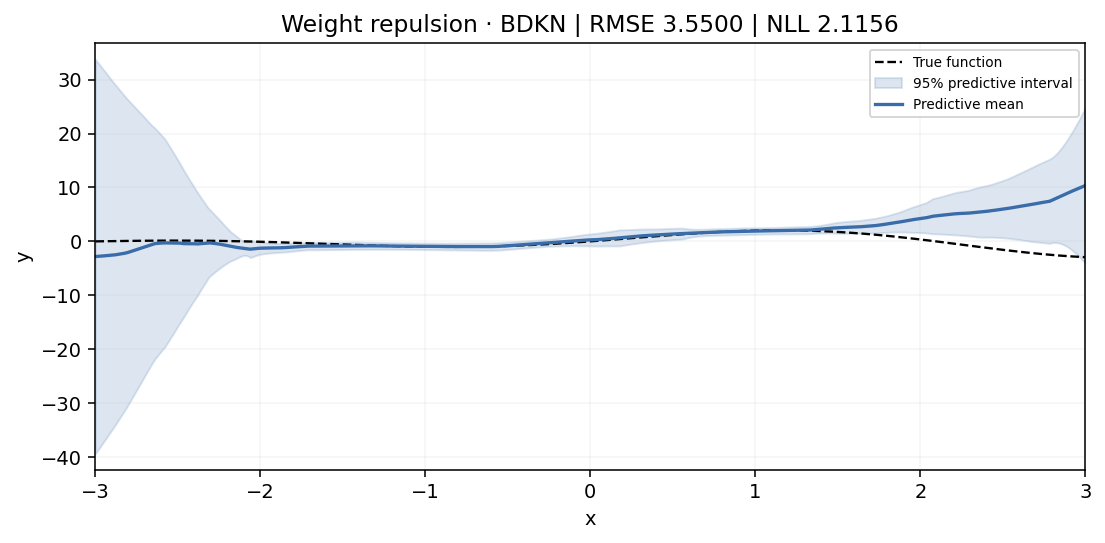 Weight repulsion · BDKN | RMSE 3.5500 | NLL 2.1156
True function
95% predictive interval
Predictive mean
30
20
10
0
−10
−20
−30
−40
y
−3
−2
−1
0
1
2
3
x